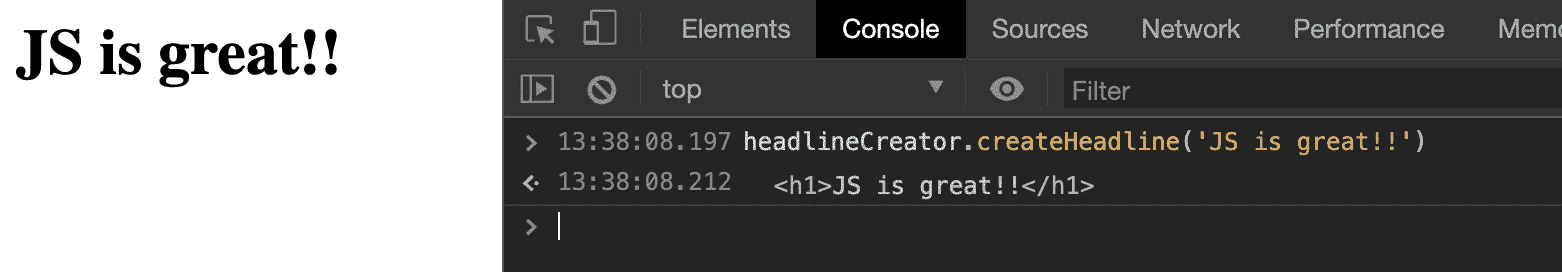 JS is great!!
Elements Console Sources Network Performance Memo
top Filter
13:38:08.197 headlineCreator.createHeadline('JS is great!!')
13:38:08.212 <h1>JS is great!!</h1>